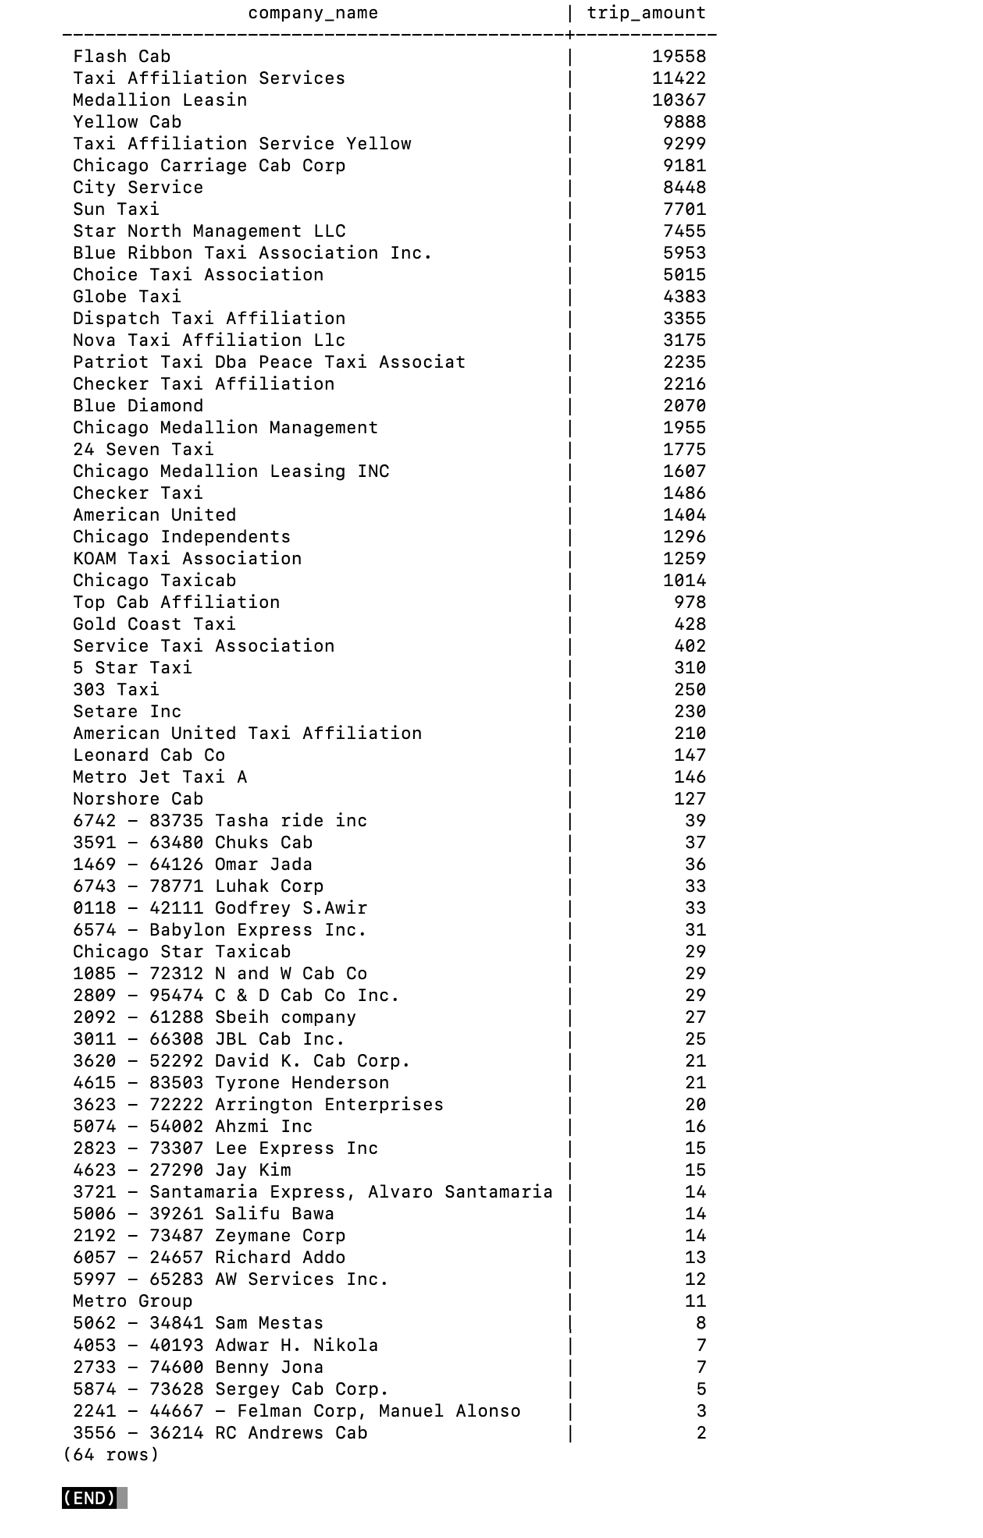 company_name | trip_amount
----------------------------------------------+-------------
Flash Cab | 19558
Taxi Affiliation Services | 11422
Medallion Leasin | 10367
Yellow Cab | 9888
Taxi Affiliation Service Yellow | 9299
Chicago Carriage Cab Corp | 9181
City Service | 8448
Sun Taxi | 7701
Star North Management LLC | 7455
Blue Ribbon Taxi Association Inc. | 5953
Choice Taxi Association | 5015
Globe Taxi | 4383
Dispatch Taxi Affiliation | 3355
Nova Taxi Affiliation Llc | 3175
Patriot Taxi Dba Peace Taxi Associat | 2235
Checker Taxi Affiliation | 2216
Blue Diamond | 2070
Chicago Medallion Management | 1955
24 Seven Taxi | 1775
Chicago Medallion Leasing INC | 1607
Checker Taxi | 1486
American United | 1404
Chicago Independents | 1296
KOAM Taxi Association | 1259
Chicago Taxicab | 1014
Top Cab Affiliation | 978
Gold Coast Taxi | 428
Service Taxi Association | 402
5 Star Taxi | 310
303 Taxi | 250
Setare Inc | 230
American United Taxi Affiliation | 210
Leonard Cab Co | 147
Metro Jet Taxi A | 146
Norshore Cab | 127
6742 - 83735 Tasha ride inc | 39
3591 - 63480 Chuks Cab | 37
1469 - 64126 Omar Jada | 36
6743 - 78771 Luhak Corp | 33
0118 - 42111 Godfrey S.Awir | 33
6574 - Babylon Express Inc. | 31
Chicago Star Taxicab | 29
1085 - 72312 N and W Cab Co | 29
2809 - 95474 C & D Cab Co Inc. | 29
2092 - 61288 Sbeih company | 27
3011 - 66308 JBL Cab Inc. | 25
3620 - 52292 David K. Cab Corp. | 21
4615 - 83503 Tyrone Henderson | 21
3623 - 72222 Arrington Enterprises | 20
5074 - 54002 Ahzmi Inc | 16
2823 - 73307 Lee Express Inc | 15
4623 - 27290 Jay Kim | 15
3721 - Santamaria Express, Alvaro Santamaria | 14
5006 - 39261 Salifu Bawa | 14
2192 - 73487 Zeymane Corp | 14
6057 - 24657 Richard Addo | 13
5997 - 65283 AW Services Inc. | 12
Metro Group | 11
5062 - 34841 Sam Mestas | 8
4053 - 40193 Adwar H. Nikola | 7
2733 - 74600 Benny Jona | 7
5874 - 73628 Sergey Cab Corp. | 5
2241 - 44667 - Felman Corp, Manuel Alonso | 3
3556 - 36214 RC Andrews Cab | 2
(64 rows)
(END)